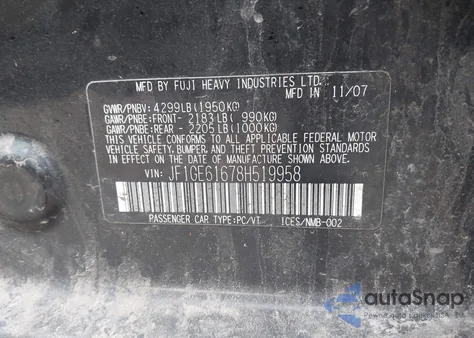 MFD BY FUJI HEAVY INDUSTRIES LTD.
MFD IN 11/07
GVWR/PNBV: 4299LB(1950KG)
GAWR/PNBE:FRONT- 2183LB( 990KG)
GAWR/PNBE:REAR - 2205LB(1000KG)
THIS VEHICLE CONFORMS TO ALL APPLICABLE FEDERAL MOTOR
VEHICLE SAFETY, BUMPER, AND THEFT PREVENTION STANDARDS
IN EFFECT ON THE DATE OF MANUFACTURE SHOWN ABOVE.
VIN: JF1GE61678H519958
PASSENGER CAR TYPE:PC/VT ICES/NMB-002
autoSnap